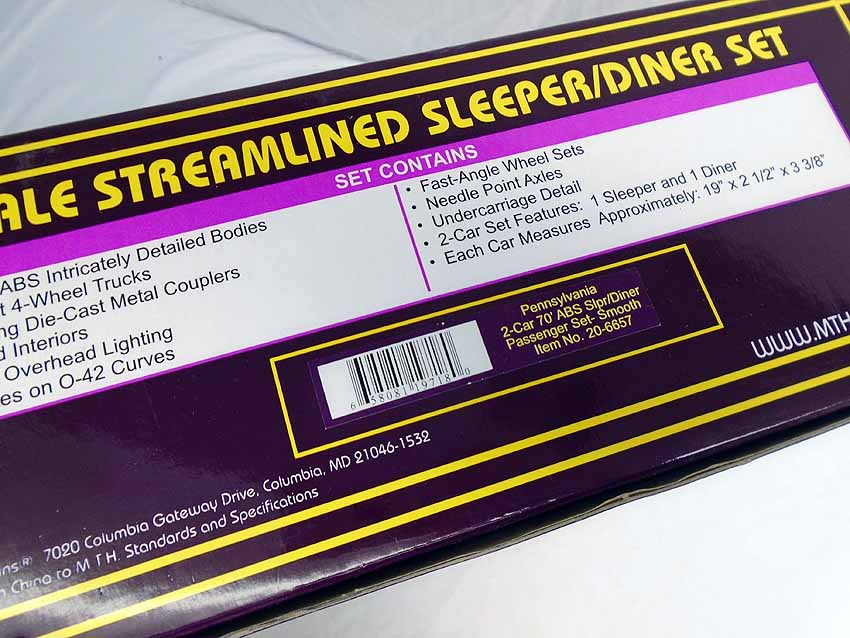 ALE STREAMLINED SLEEPER/DINER SET
SET CONTAINS
ABS Intricately Detailed Bodies
4-Wheel Trucks
Die-Cast Metal Couplers
Interiors
Overhead Lighting
on O-42 Curves
• Fast-Angle Wheel Sets
• Needle Point Axles
• Undercarriage Detail
• 2-Car Set Features: 1 Sleeper and 1 Diner
• Each Car Measures Approximately: 19" x 2 1/2" x 3 3/8"
Pennsylvania
2-Car 70' ABS Slpr/Diner
Passenger Set- Smooth
Item No. 20-6657
6 58081 19718 0
WWW.MTH
7020 Columbia Gateway Drive, Columbia, MD 21046-1532
China to M.T.H. Standards and Specifications